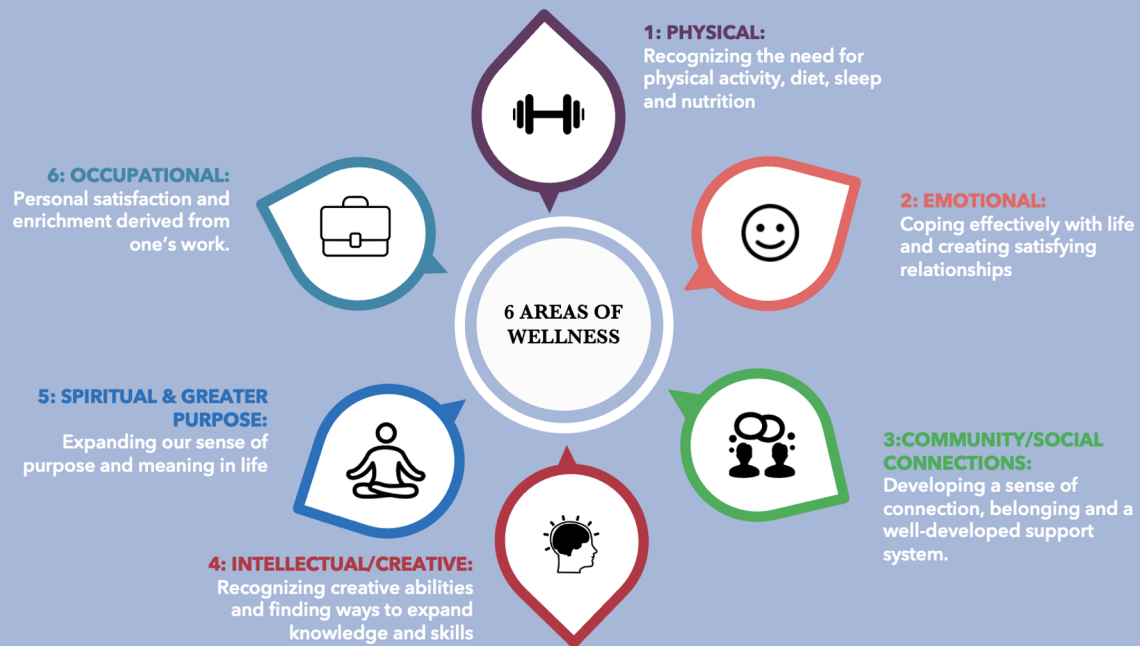 1: PHYSICAL:
Recognizing the need for
physical activity, diet, sleep
and nutrition
2: EMOTIONAL:
Coping effectively with life
and creating satisfying
relationships
3:COMMUNITY/SOCIAL
CONNECTIONS:
Developing a sense of
connection, belonging and a
well-developed support
system.
4: INTELLECTUAL/CREATIVE:
Recognizing creative abilities
and finding ways to expand
knowledge and skills
5: SPIRITUAL & GREATER
PURPOSE:
Expanding our sense of
purpose and meaning in life
6: OCCUPATIONAL:
Personal satisfaction and
enrichment derived from
one's work.
6 AREAS OF
WELLNESS